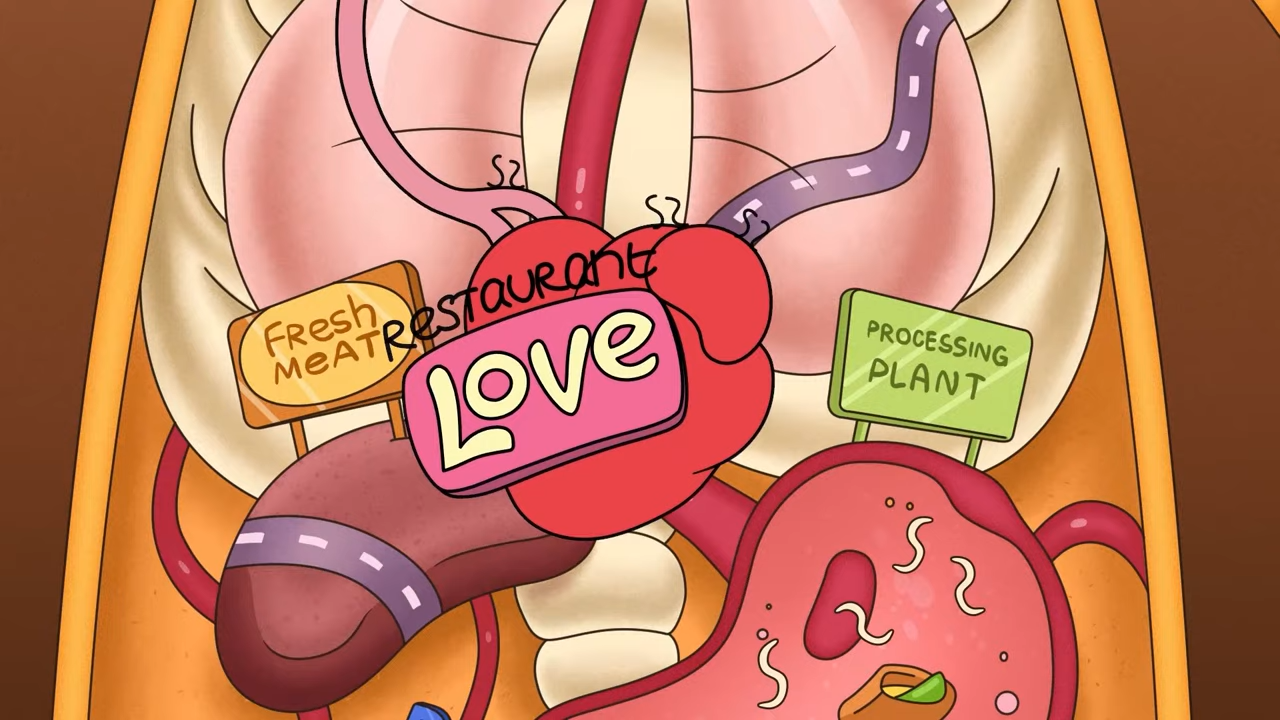 FRESH
MEAT
RESTAURANT
LOVE
PROCESSING
PLANT